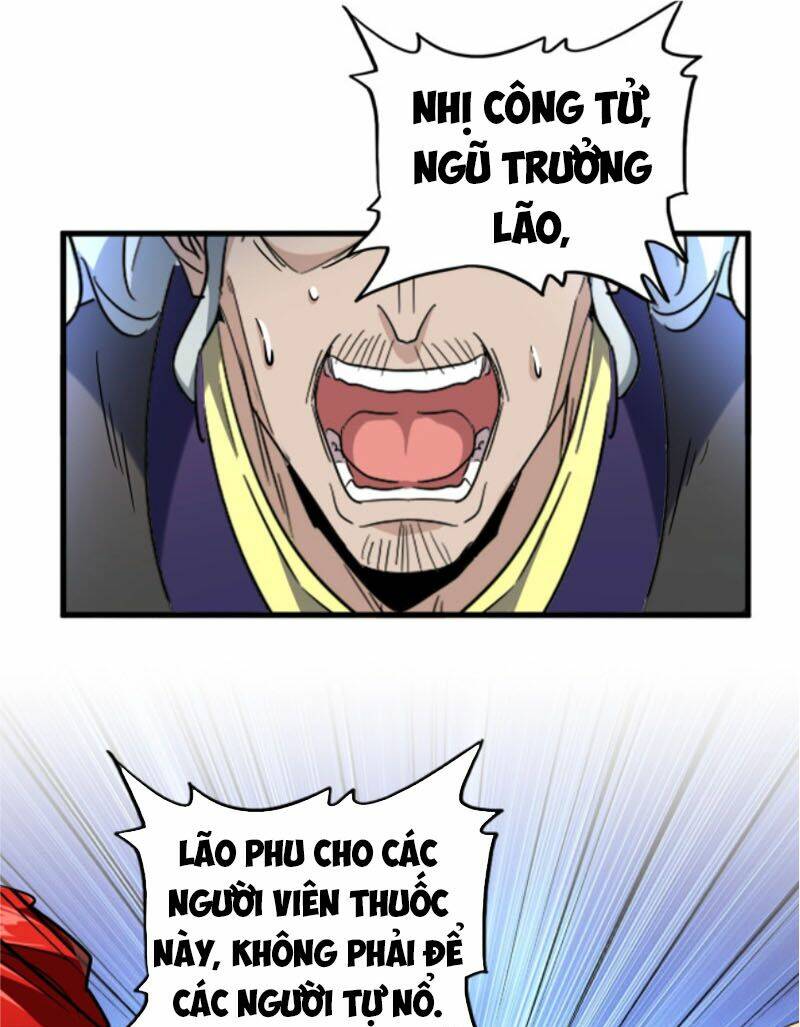 NHỊ CÔNG TỬ,
NGŨ TRƯỞNG
LÃO,
LÃO PHU CHO CÁC
NGƯỜI VIÊN THUỐC
NÀY, KHÔNG PHẢI ĐỂ
CÁC NGƯỜI TỰ NỔ.